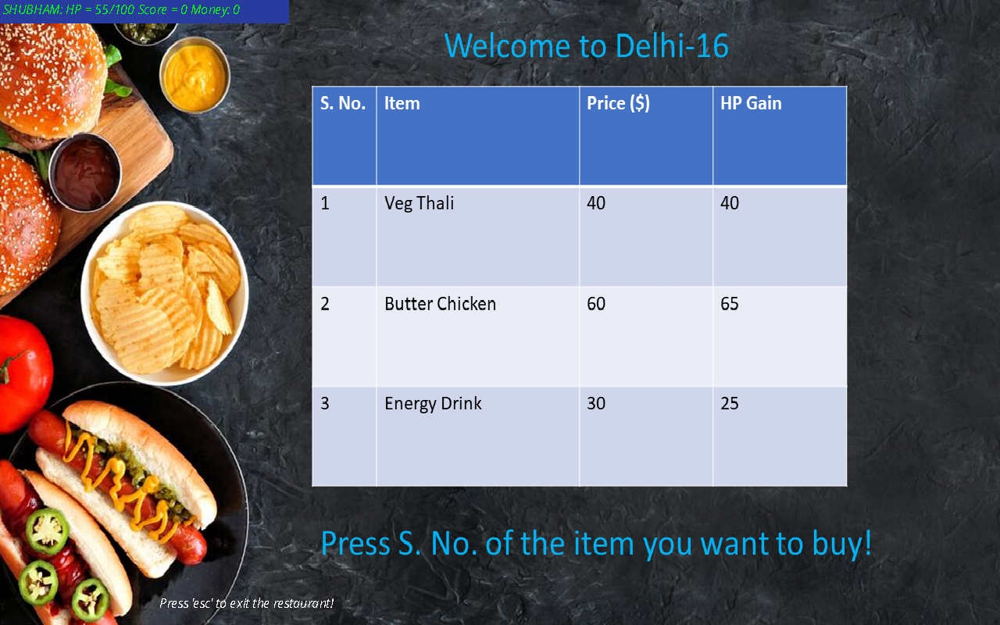 SHUBHAM: HP = 55/100 Score = 0 Money: 0
Welcome to Delhi-16
S. No. Item Price ($) HP Gain
1 Veg Thali 40 40
2 Butter Chicken 60 65
3 Energy Drink 30 25
Press S. No. of the item you want to buy!
Press 'esc' to exit the restaurant!